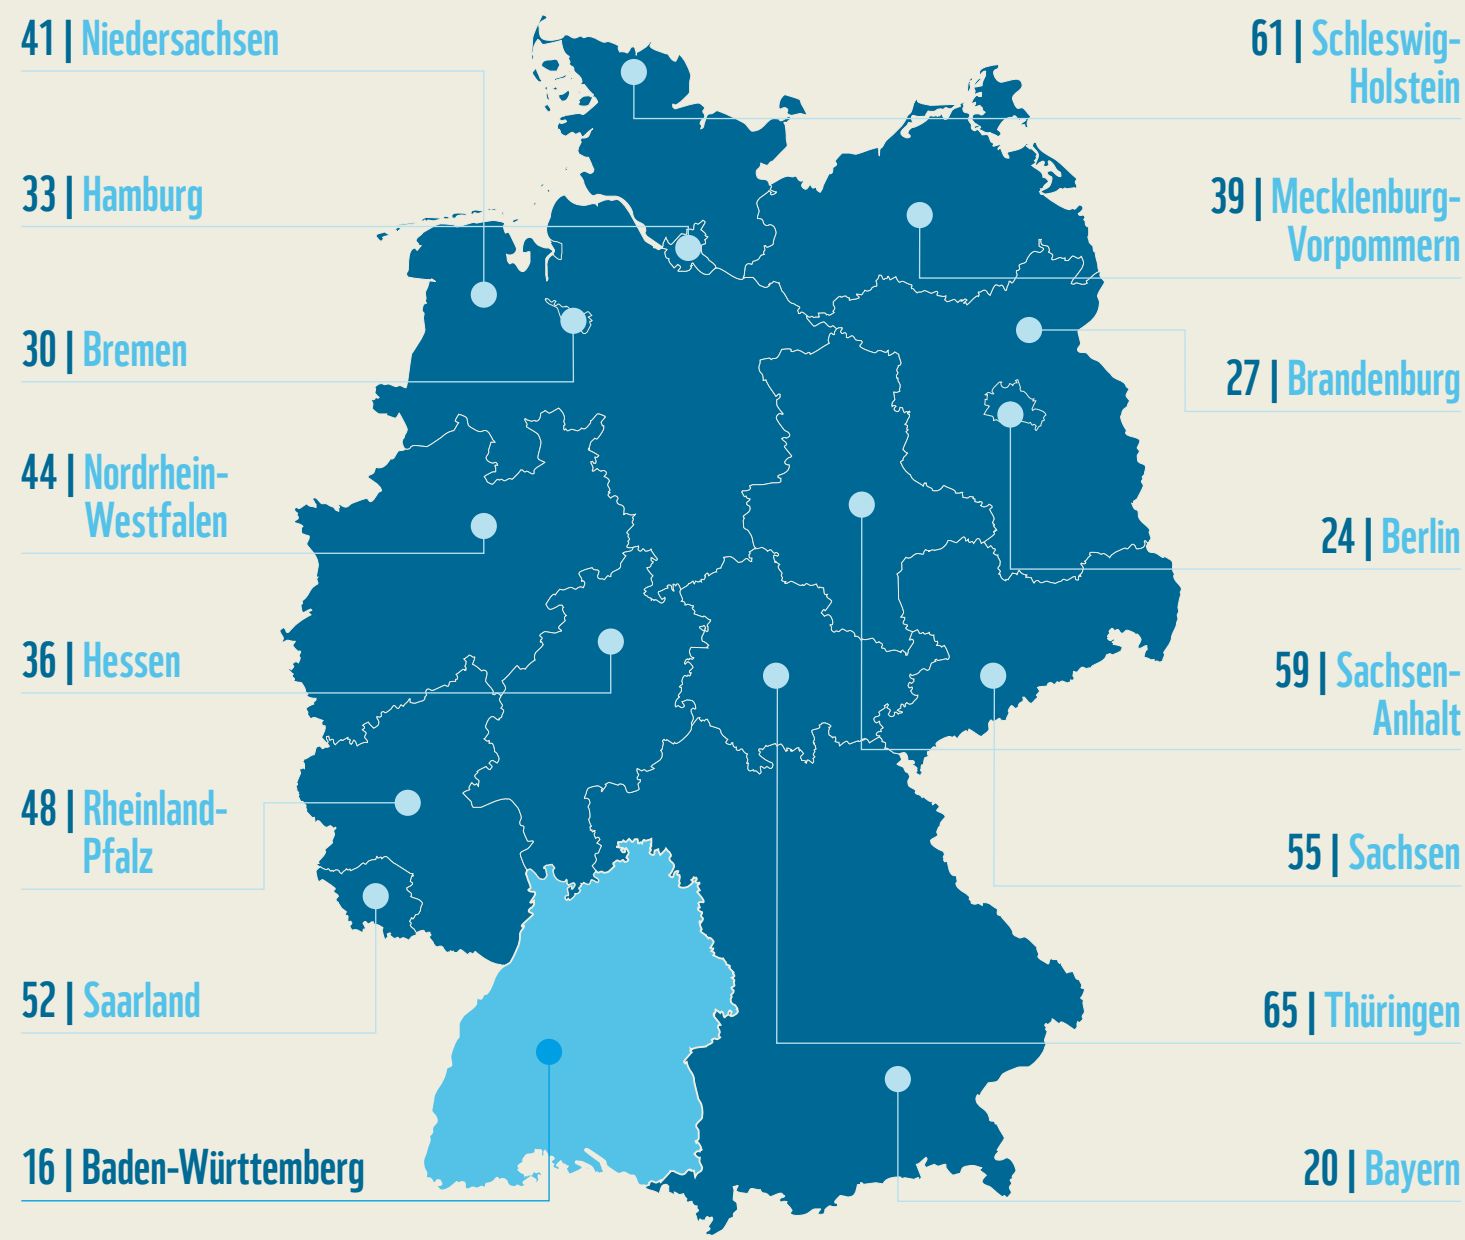 41 | Niedersachsen
33 | Hamburg
30 | Bremen
44 | Nordrhein-
Westfalen
36 | Hessen
48 | Rheinland-
Pfalz
52 | Saarland
16 | Baden-Württemberg
61 | Schleswig-
Holstein
39 | Mecklenburg-
Vorpommern
27 | Brandenburg
24 | Berlin
59 | Sachsen-
Anhalt
55 | Sachsen
65 | Thüringen
20 | Bayern